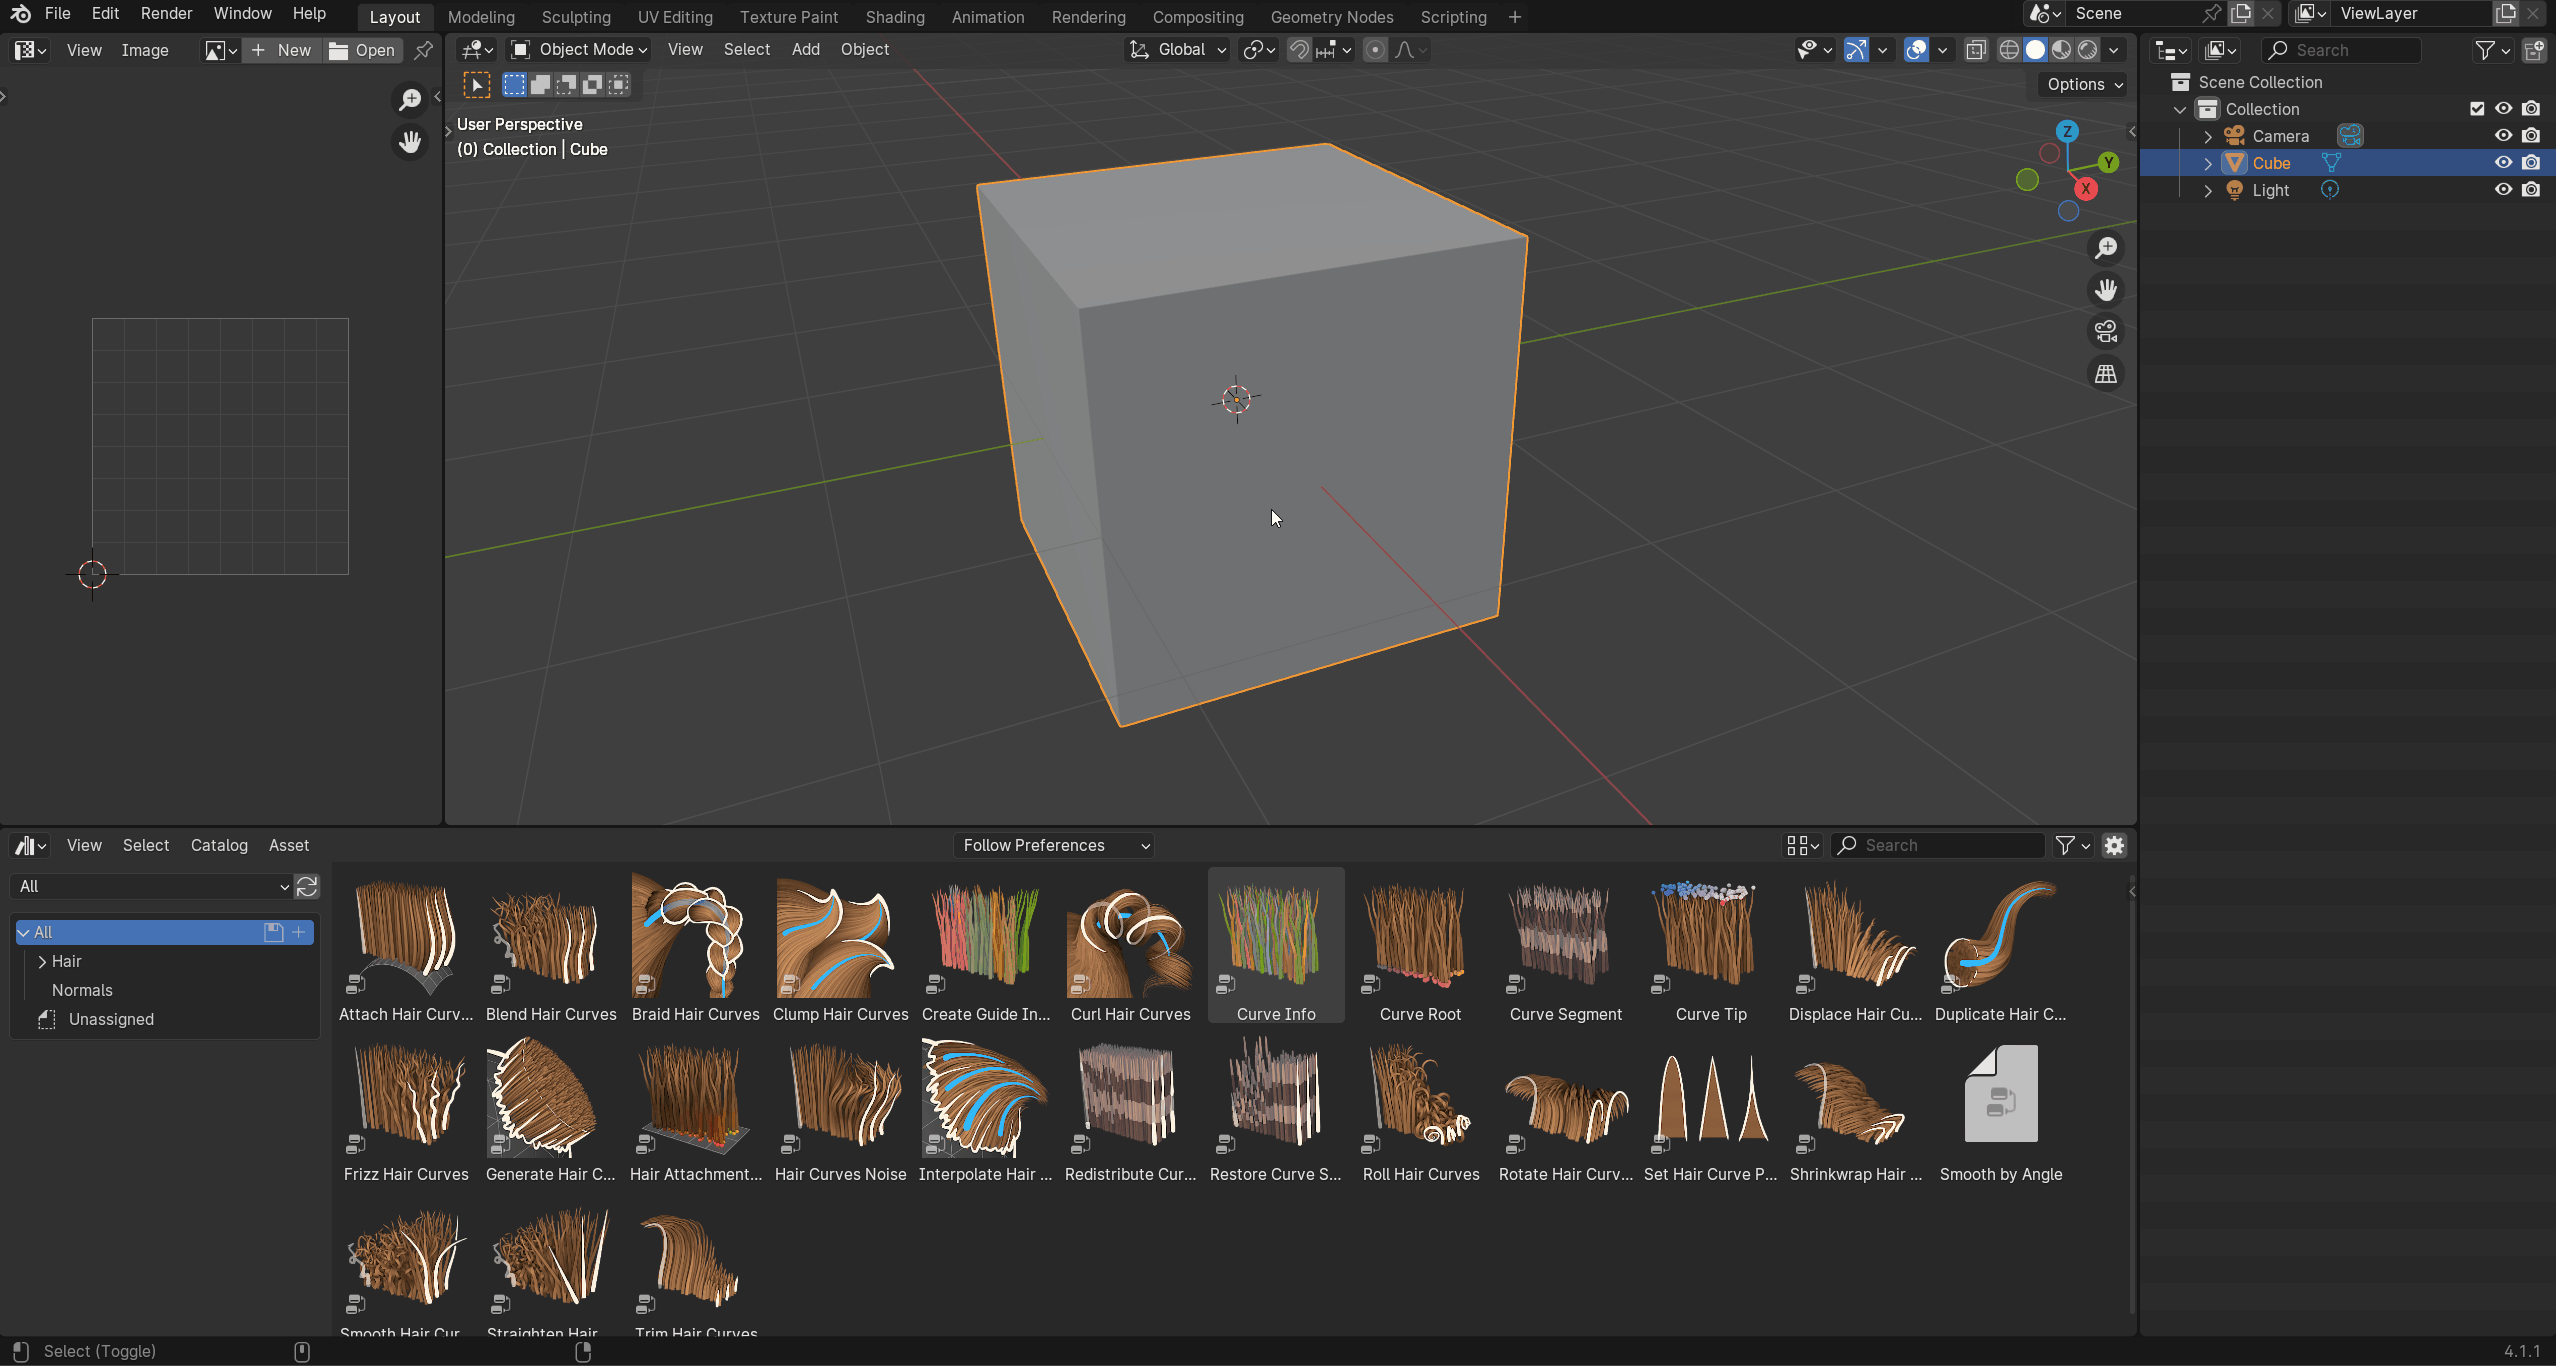 File Edit Render Window Help Layout Modeling Sculpting UV Editing Texture Paint Shading Animation Rendering Compositing Geometry Nodes Scripting Scene ViewLayer
View Image New Open Object Mode View Select Add Object Global Search
Options
Scene Collection
Collection
Camera
Cube
Light
User Perspective
(0) Collection | Cube
Z
Y
X
View Select Catalog Asset Follow Preferences Search
All
All
Hair
Normals
Unassigned
Attach Hair Curv... Blend Hair Curves Braid Hair Curves Clump Hair Curves Create Guide In... Curl Hair Curves Curve Info Curve Root Curve Segment Curve Tip Displace Hair Cu... Duplicate Hair C...
Frizz Hair Curves Generate Hair C... Hair Attachment... Hair Curves Noise Interpolate Hair ... Redistribute Cur... Restore Curve S... Roll Hair Curves Rotate Hair Curv... Set Hair Curve P... Shrinkwrap Hair ... Smooth by Angle
Smooth Hair Cur... Straighten Hair ... Trim Hair Curves
Select (Toggle) 4.1.1